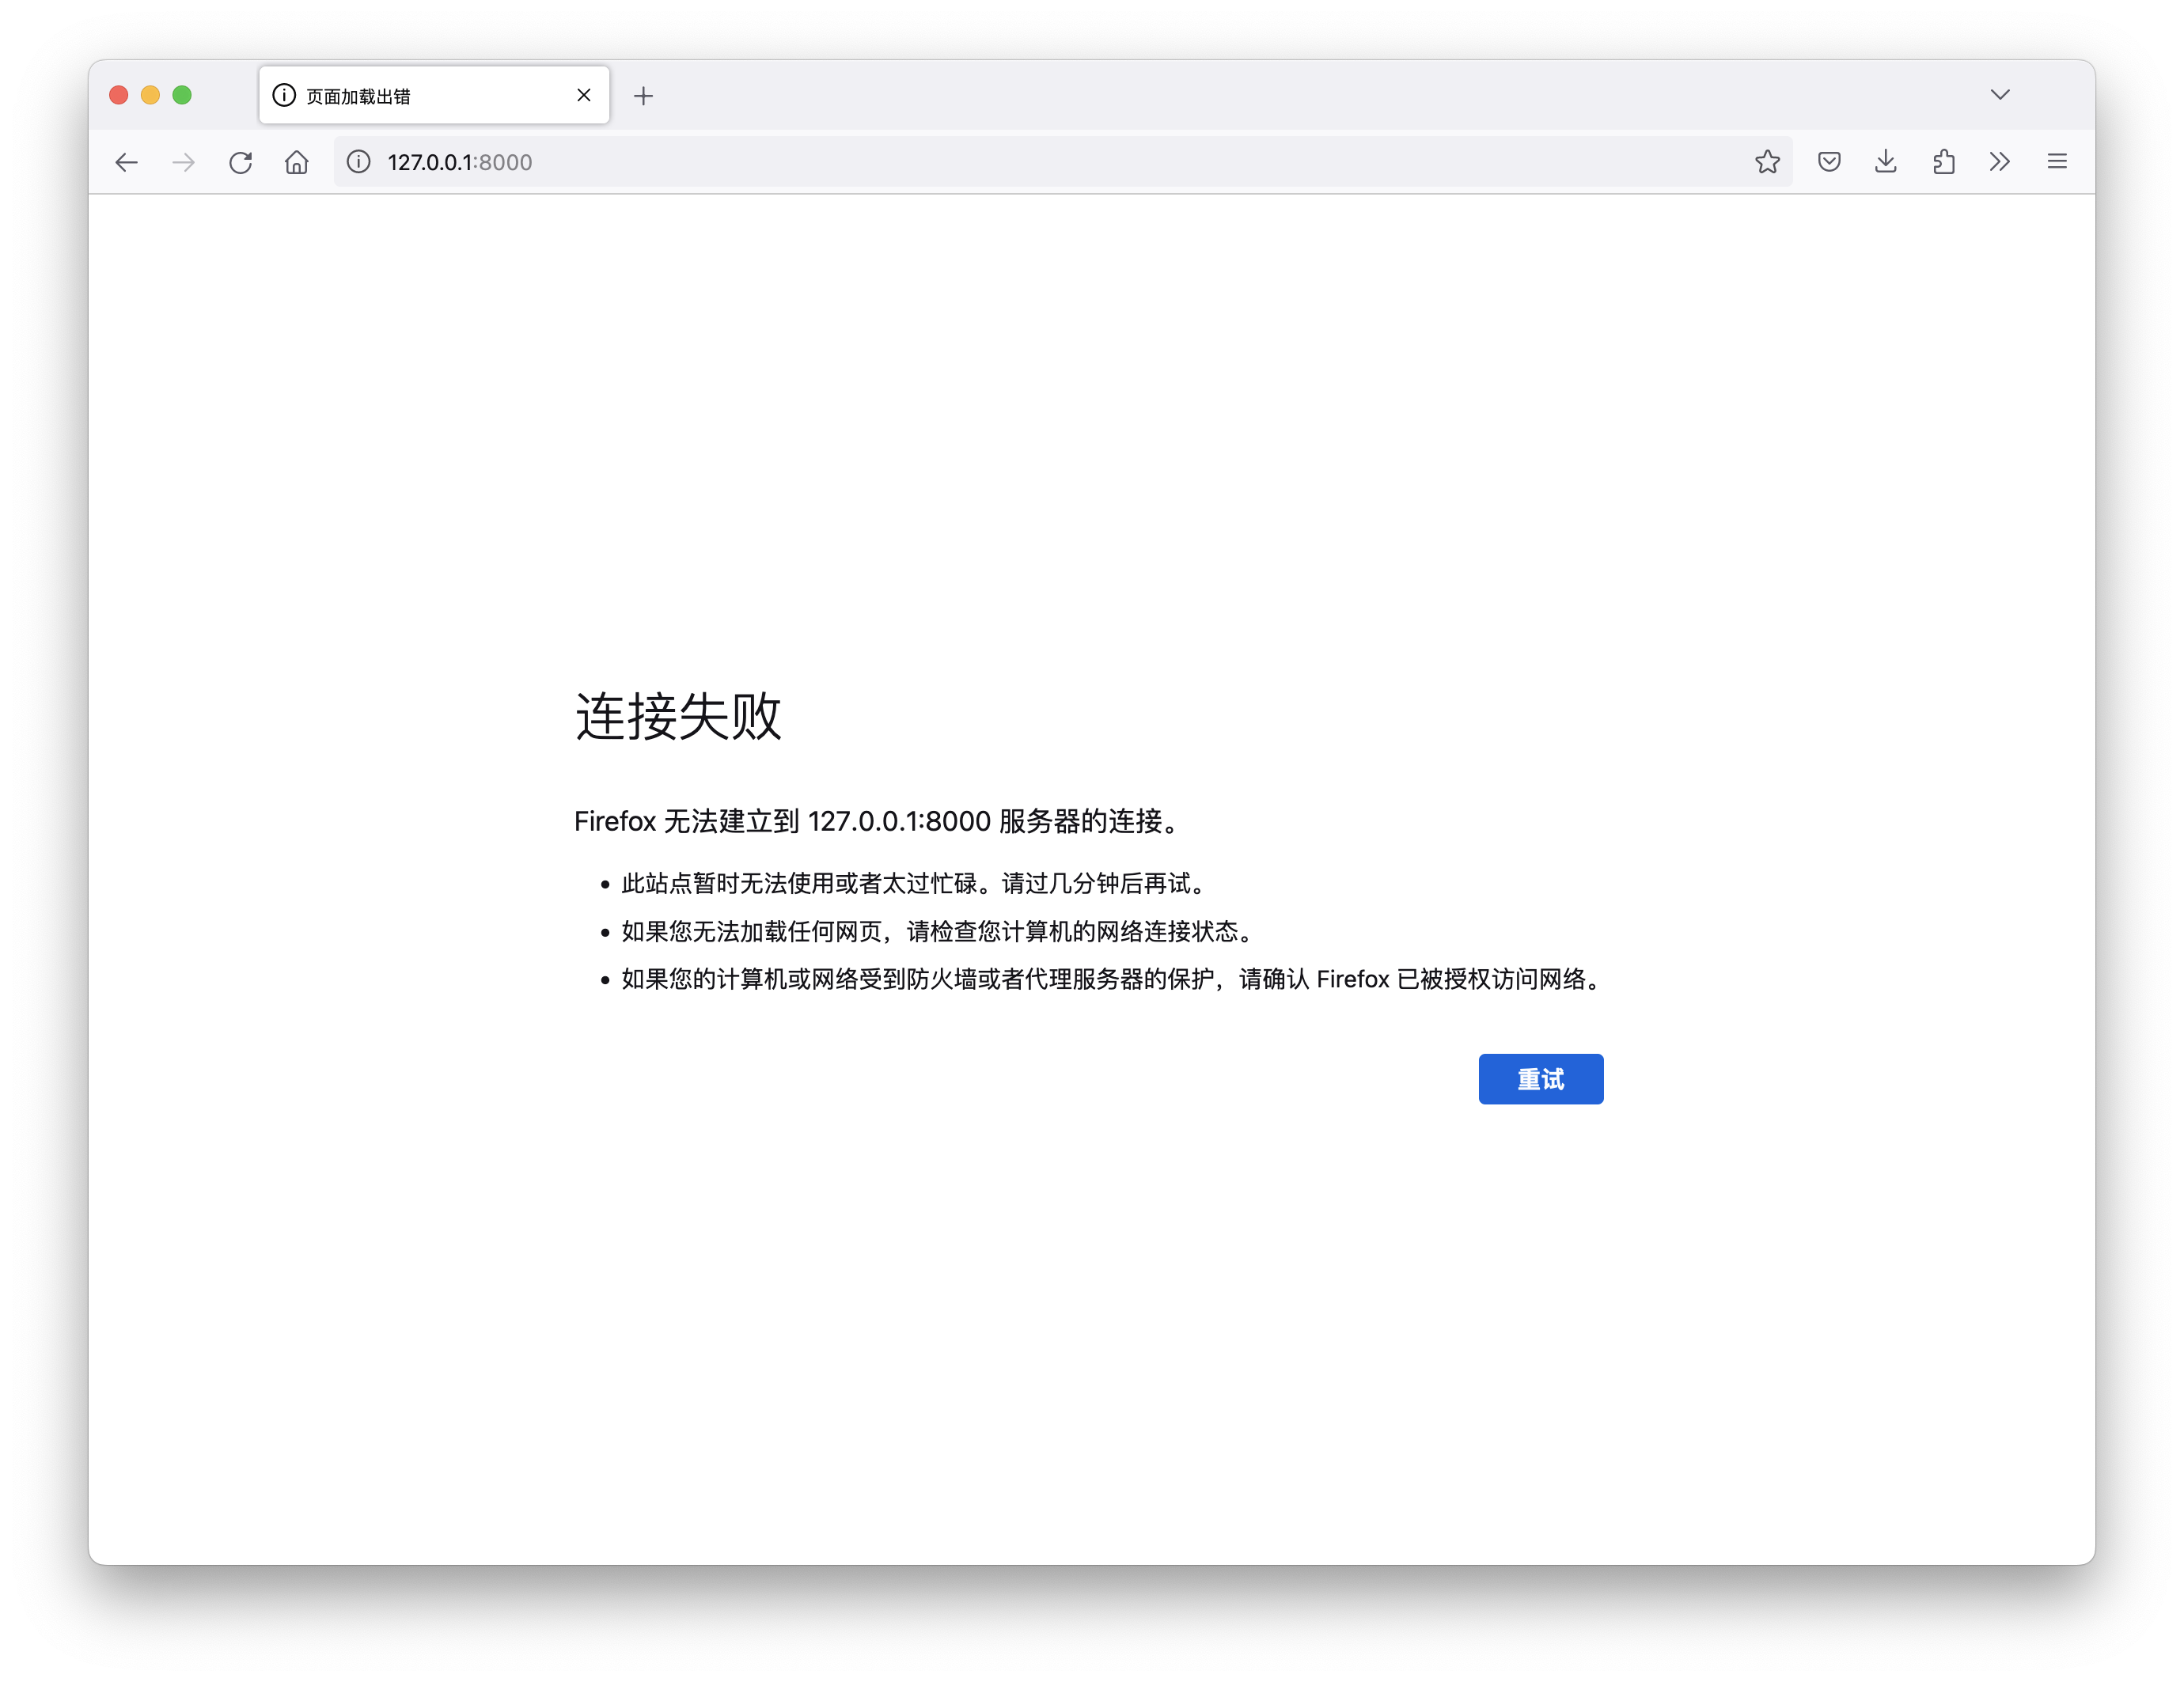 页面加载出错
127.0.0.1:8000
连接失败
Firefox 无法建立到 127.0.0.1:8000 服务器的连接。
此站点暂时无法使用或者太过忙碌。请过几分钟后再试。
如果您无法加载任何网页，请检查您计算机的网络连接状态。
如果您的计算机或网络受到防火墙或者代理服务器的保护，请确认 Firefox 已被授权访问网络。
重试